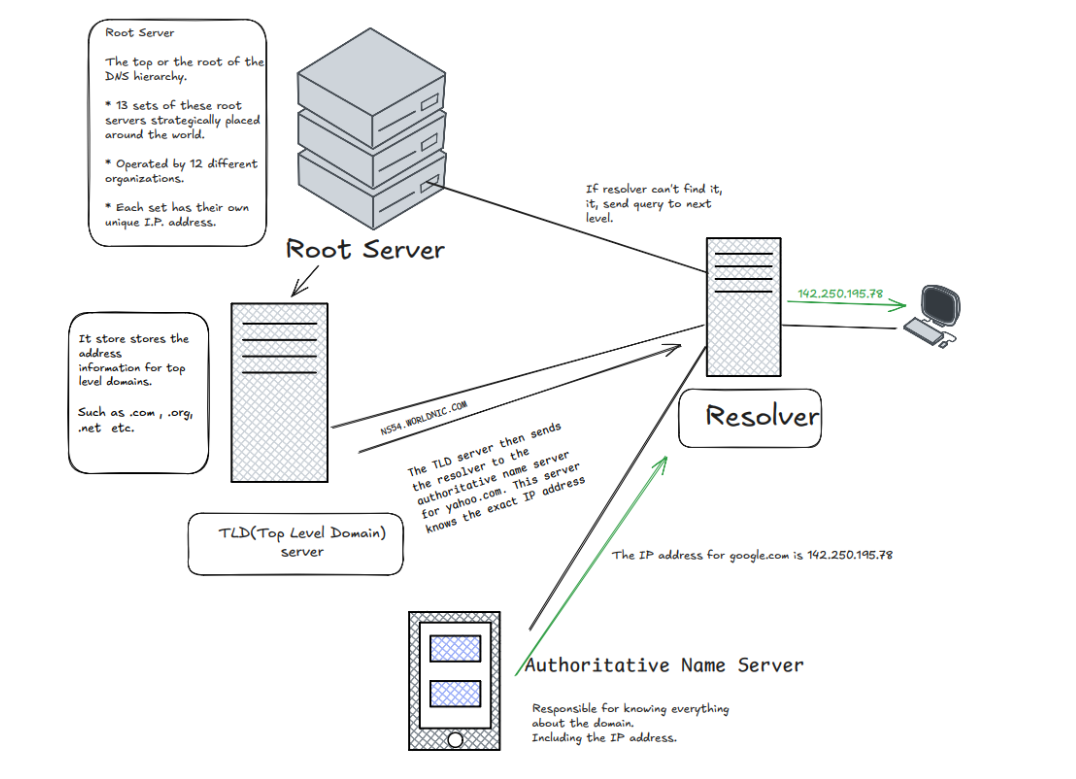 Root Server
The top or the root of the
DNS hierarchy.
* 13 sets of these root
servers strategically placed
around the world.
* Operated by 12 different
organizations.
* Each set has their own
unique I.P. address.
Root Server
If resolver can't find it,
it, send query to next
level.
142.250.195.78
Resolver
It store stores the
address
information for top
level domains.
Such as .com , .org,
.net etc.
NS54.WORLDNIC.COM
The TLD server then sends
the resolver to the
authoritative name server
for yahoo.com. This server
knows the exact IP address
TLD(Top Level Domain)
server
The IP address for google.com is 142.250.195.78
Authoritative Name Server
Responsible for knowing everything
about the domain.
Including the IP address.